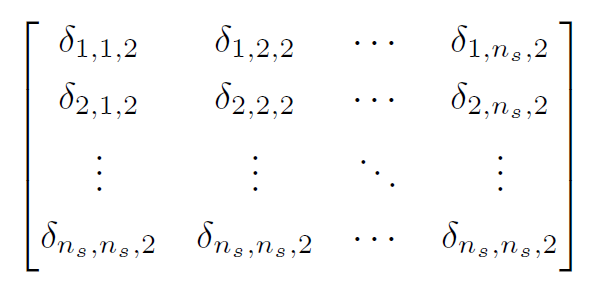 δ_{1,1,2} δ_{1,2,2} ⋯ δ_{1,n_s,2}
δ_{2,1,2} δ_{2,2,2} ⋯ δ_{2,n_s,2}
⋮ ⋮ ⋱ ⋮
δ_{n_s,n_s,2} δ_{n_s,n_s,2} ⋯ δ_{n_s,n_s,2}